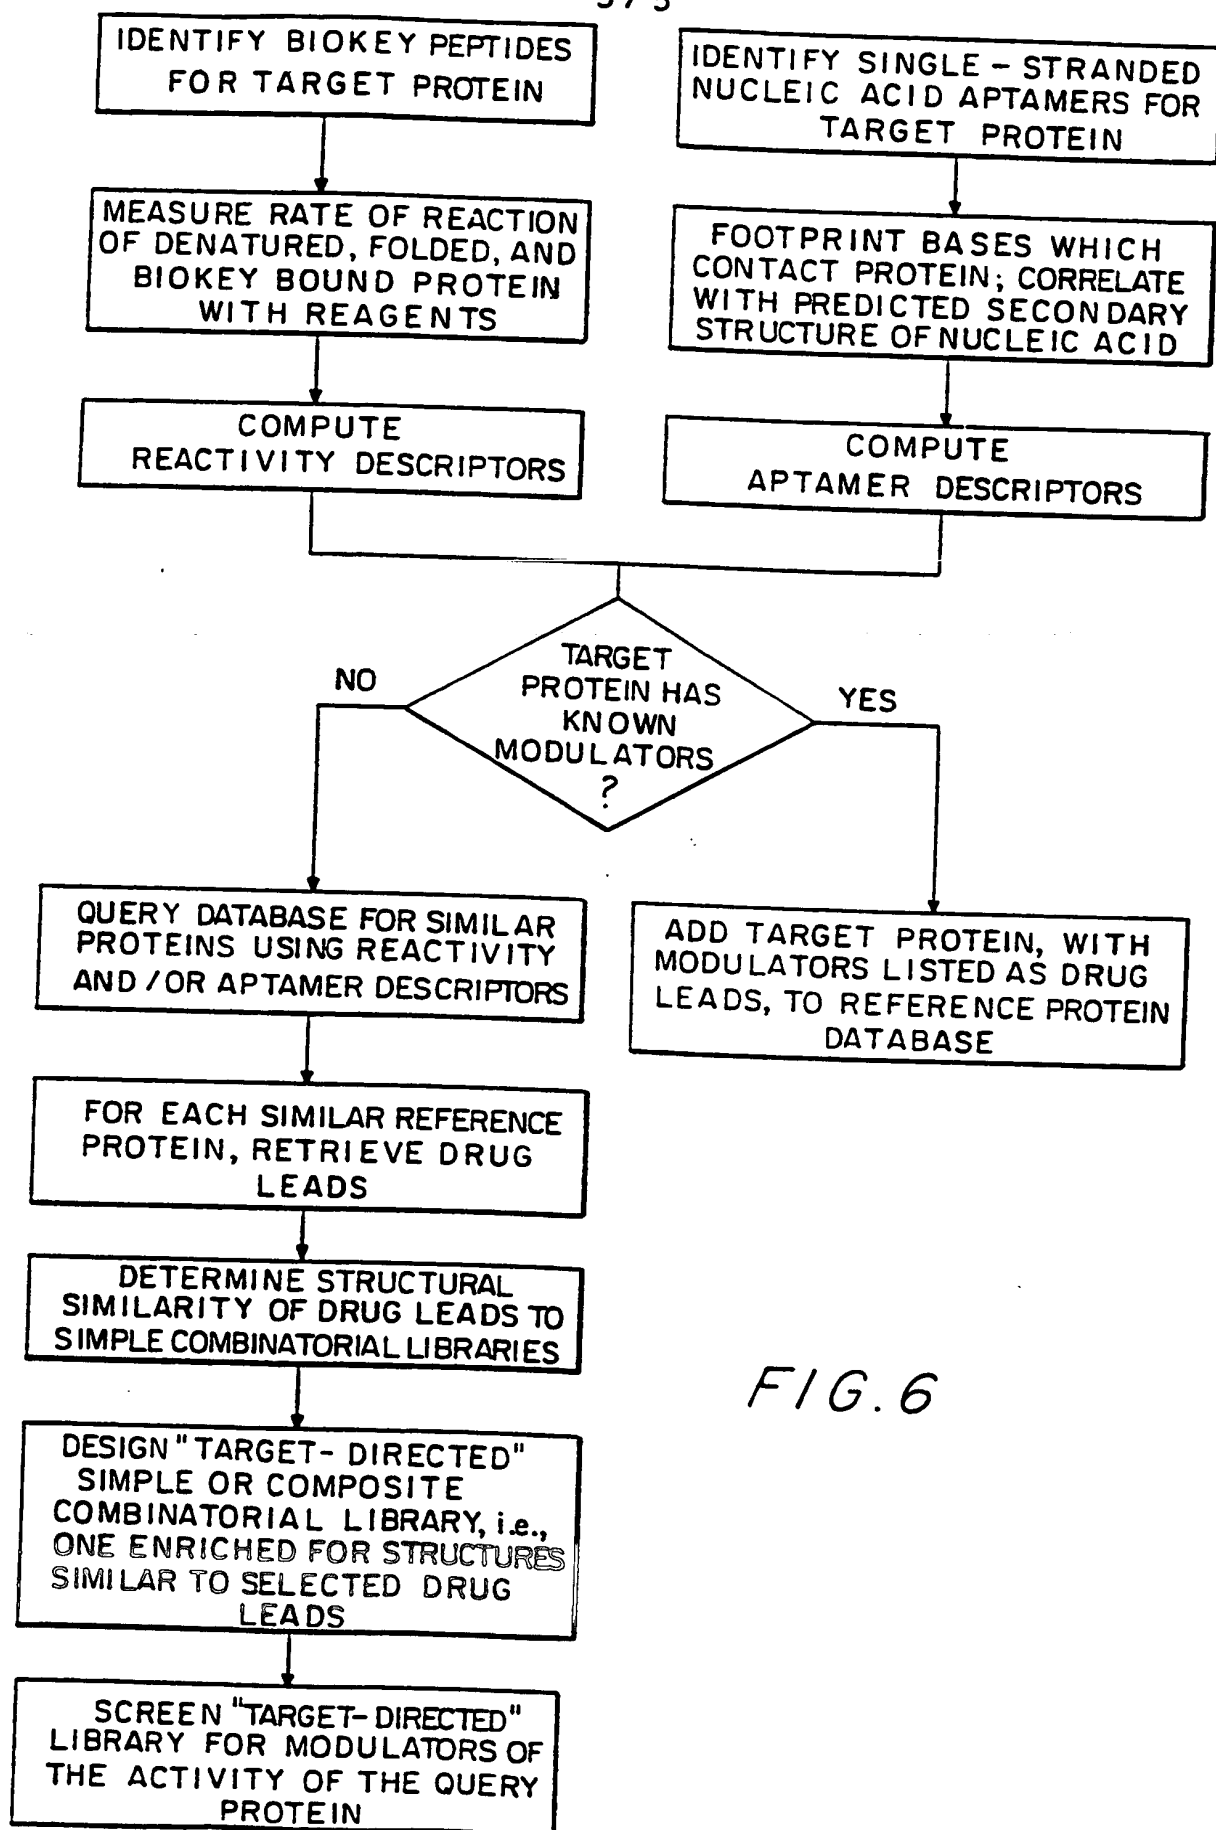 IDENTIFY BIOKEY PEPTIDES
FOR TARGET PROTEIN
IDENTIFY SINGLE - STRANDED
NUCLEIC ACID APTAMERS FOR
TARGET PROTEIN
MEASURE RATE OF REACTION
OF DENATURED, FOLDED, AND
BIOKEY BOUND PROTEIN
WITH REAGENTS
FOOTPRINT BASES WHICH
CONTACT PROTEIN; CORRELATE
WITH PREDICTED SECONDARY
STRUCTURE OF NUCLEIC ACID
COMPUTE
REACTIVITY DESCRIPTORS
COMPUTE
APTAMER DESCRIPTORS
TARGET
PROTEIN HAS
KNOWN
MODULATORS
?
NO
YES
QUERY DATABASE FOR SIMILAR
PROTEINS USING REACTIVITY
AND / OR APTAMER DESCRIPTORS
ADD TARGET PROTEIN, WITH
MODULATORS LISTED AS DRUG
LEADS, TO REFERENCE PROTEIN
DATABASE
FOR EACH SIMILAR REFERENCE
PROTEIN, RETRIEVE DRUG
LEADS
DETERMINE STRUCTURAL
SIMILARITY OF DRUG LEADS TO
SIMPLE COMBINATORIAL LIBRARIES
DESIGN "TARGET- DIRECTED"
SIMPLE OR COMPOSITE
COMBINATORIAL LIBRARY, i.e.,
ONE ENRICHED FOR STRUCTURES
SIMILAR TO SELECTED DRUG
LEADS
SCREEN "TARGET- DIRECTED"
LIBRARY FOR MODULATORS OF
THE ACTIVITY OF THE QUERY
PROTEIN
FIG. 6